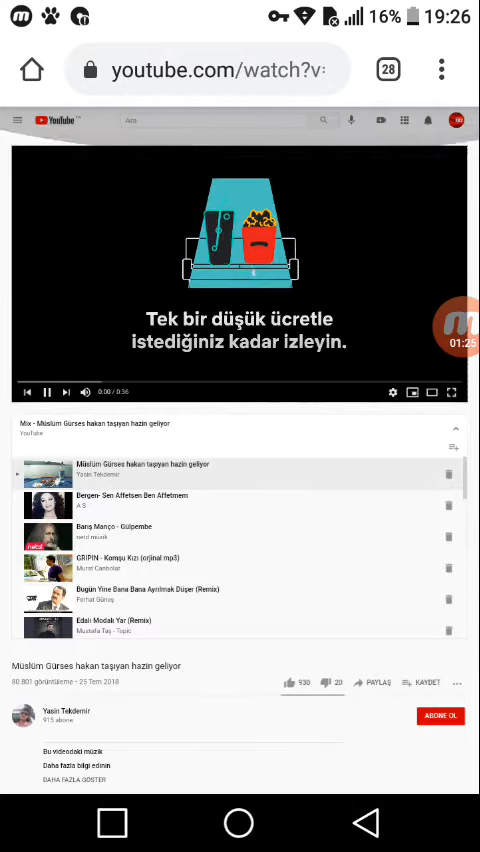 16% 19:26
youtube.com/watch?v=
28
YouTube TR
Ara
Tek bir düşük ücretle
istediğiniz kadar izleyin.
01:25
0:00 / 0:36
Mix - Müslüm Gürses hakan taşıyan hazin geliyor
YouTube
Müslüm Gürses hakan taşıyan hazin geliyor
Yasin Tekdemir
Bergen- Sen Affetsen Ben Affetmem
A S
Barış Manço - Gülpembe
netd müzik
netd
GRİPİN - Komşu Kızı (orjinal mp3)
Murat Canbolat
Bugün Yine Bana Bana Ayrılmak Düşer (Remix)
Ferhat Güneş
Edalı Modalı Yar (Remix)
Mustafa Taş - Topic
Müslüm Gürses hakan taşıyan hazin geliyor
80.801 görüntüleme • 25 Tem 2018
930 20 PAYLAŞ KAYDET
Yasin Tekdemir
915 abone
ABONE OL
Bu videodaki müzik
Daha fazla bilgi edinin
DAHA FAZLA GÖSTER